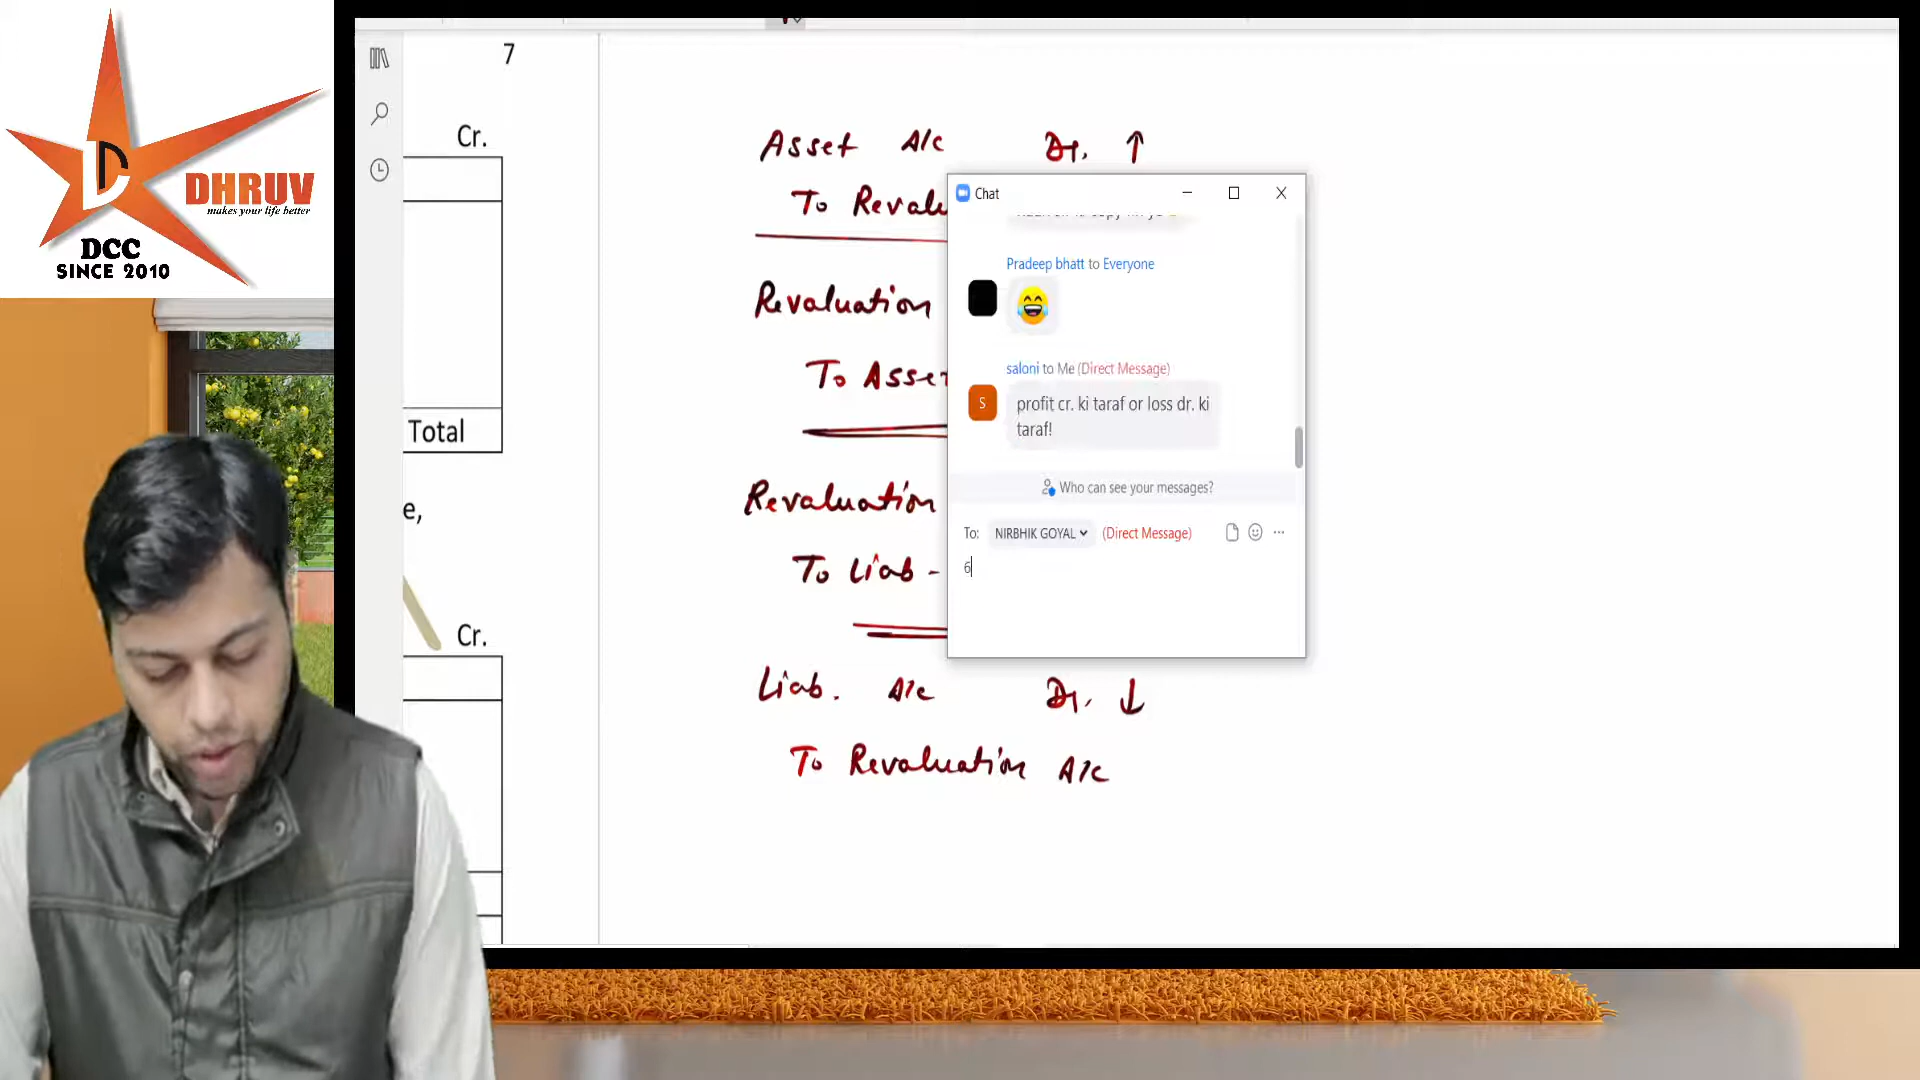 D
DHRUV
makes your life better
DCC
SINCE 2010
7
Cr.
Total
e,
Cr.
Asset A/c Dr. ↑
To Revalu
Revaluation
To Asset
Revaluation
To Liab -
Liab. A/c Dr. ↓
To Revaluation A/c
Chat
Pradeep bhatt to Everyone
saloni to Me (Direct Message)
S
profit cr. ki taraf or loss dr. ki
taraf!
Who can see your messages?
To: NIRBHIK GOYAL (Direct Message)
6